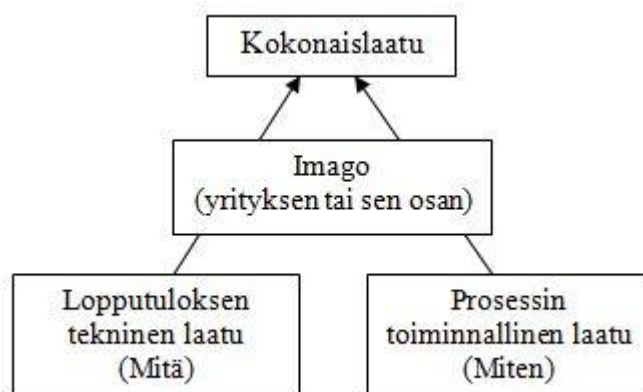 Kokonaislaatu
Imago
(yrityksen tai sen osan)
Lopputuloksen
tekninen laatu
(Mitä)
Prosessin
toiminnallinen laatu
(Miten)